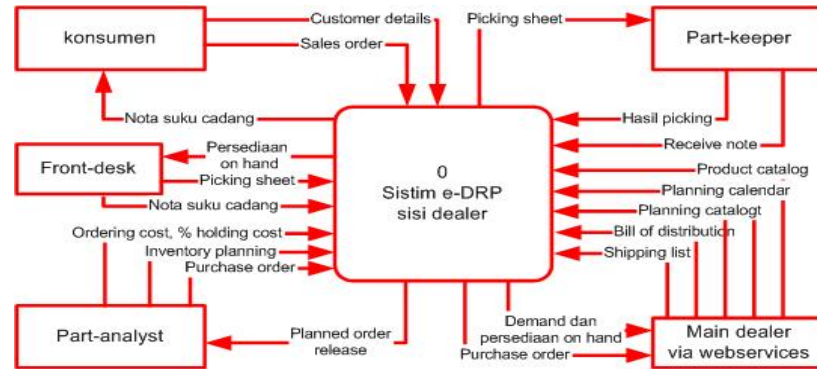 konsumen
Customer details
Sales order
Picking sheet
Part-keeper
Nota suku cadang
Hasil picking
Receive note
Front-desk
Persediaan
on hand
Picking sheet
Nota suku cadang
0
Sistim e-DRP
sisi dealer
Product catalog
Planning calendar
Planning catalogt
Bill of distribution
Shipping list
Ordering cost, % holding cost
Inventory planning
Purchase order
Part-analyst
Planned order
release
Demand dan
persediaan on hand
Purchase order
Main dealer
via webservices